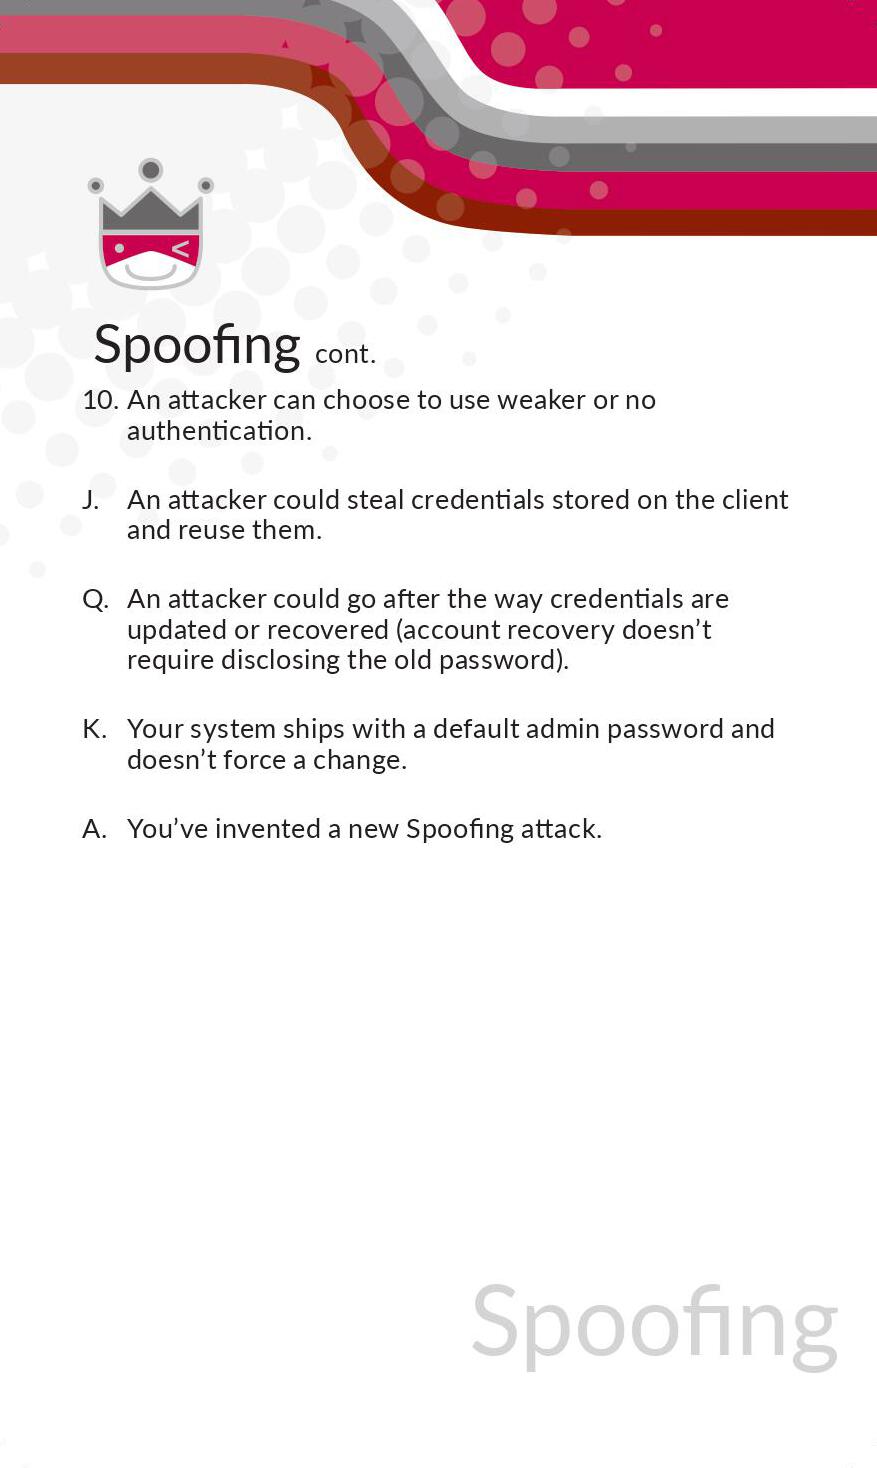 Spoofing cont.
10. An attacker can choose to use weaker or no
authentication.
J. An attacker could steal credentials stored on the client
and reuse them.
Q. An attacker could go after the way credentials are
updated or recovered (account recovery doesn’t
require disclosing the old password).
K. Your system ships with a default admin password and
doesn’t force a change.
A. You’ve invented a new Spoofing attack.
Spoofing